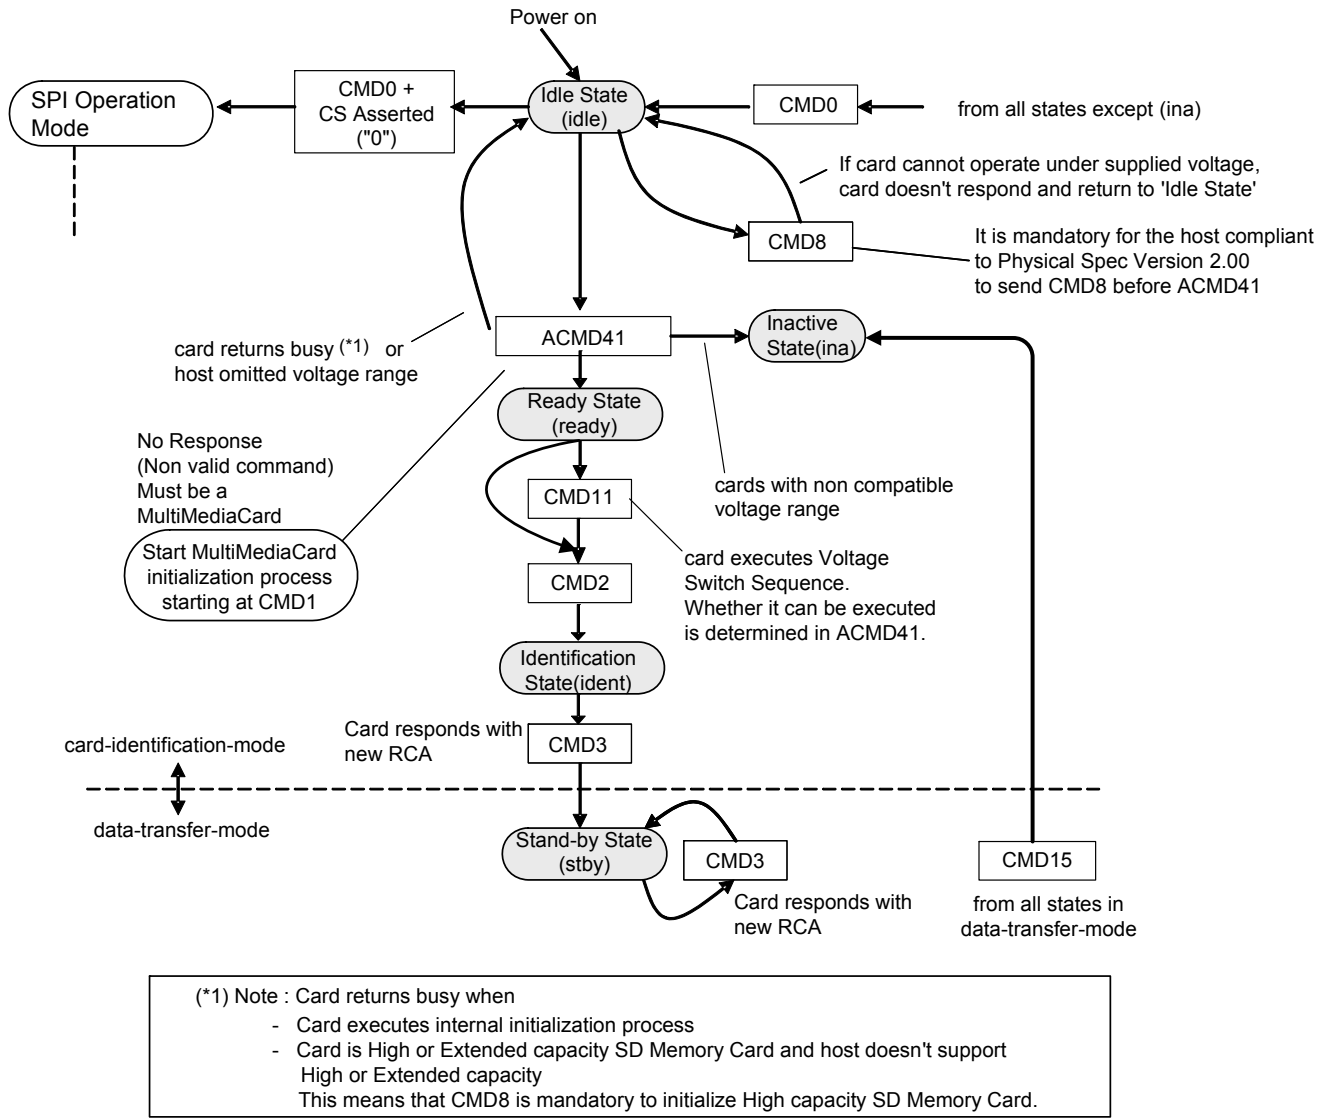 Power on
SPI Operation
Mode
CMD0 +
CS Asserted
("0")
Idle State
(idle)
CMD0
from all states except (ina)
If card cannot operate under supplied voltage,
card doesn't respond and return to 'Idle State'
CMD8
It is mandatory for the host compliant
to Physical Spec Version 2.00
to send CMD8 before ACMD41
card returns busy (*1) or
host omitted voltage range
ACMD41
Inactive
State(ina)
Ready State
(ready)
No Response
(Non valid command)
Must be a
MultiMediaCard
Start MultiMediaCard
initialization process
starting at CMD1
CMD11
cards with non compatible
voltage range
card executes Voltage
Switch Sequence.
Whether it can be executed
is determined in ACMD41.
CMD2
Identification
State(ident)
Card responds with
new RCA
CMD3
card-identification-mode
data-transfer-mode
Stand-by State
(stby)
CMD3
Card responds with
new RCA
CMD15
from all states in
data-transfer-mode
(*1) Note : Card returns busy when
- Card executes internal initialization process
- Card is High or Extended capacity SD Memory Card and host doesn't support
High or Extended capacity
This means that CMD8 is mandatory to initialize High capacity SD Memory Card.